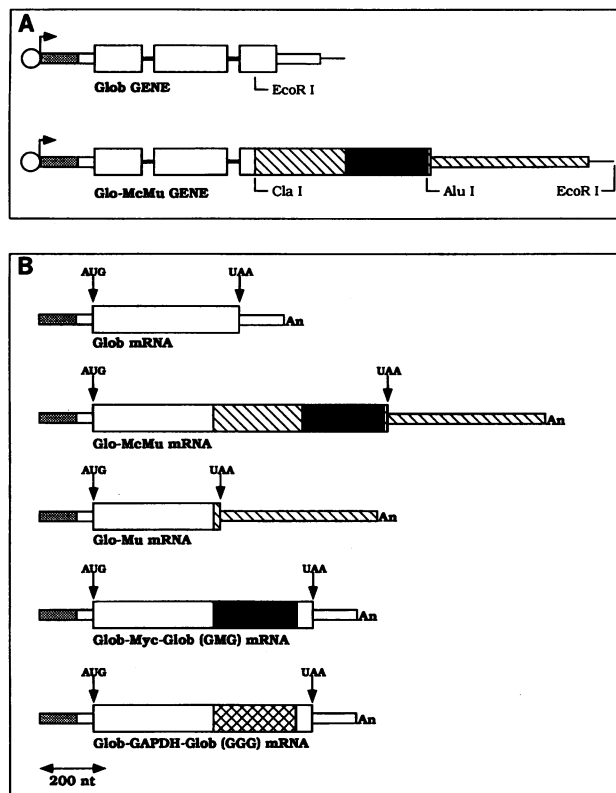 A
Glob GENE
EcoR I
Glo-McMu GENE
Cla I
Alu I
EcoR I
B
AUG
UAA
An
Glob mRNA
AUG
UAA
An
Glo-McMu mRNA
AUG
UAA
An
Glo-Mu mRNA
AUG
UAA
An
Glob-Myc-Glob (GMG) mRNA
AUG
UAA
An
Glob-GAPDH-Glob (GGG) mRNA
200 nt